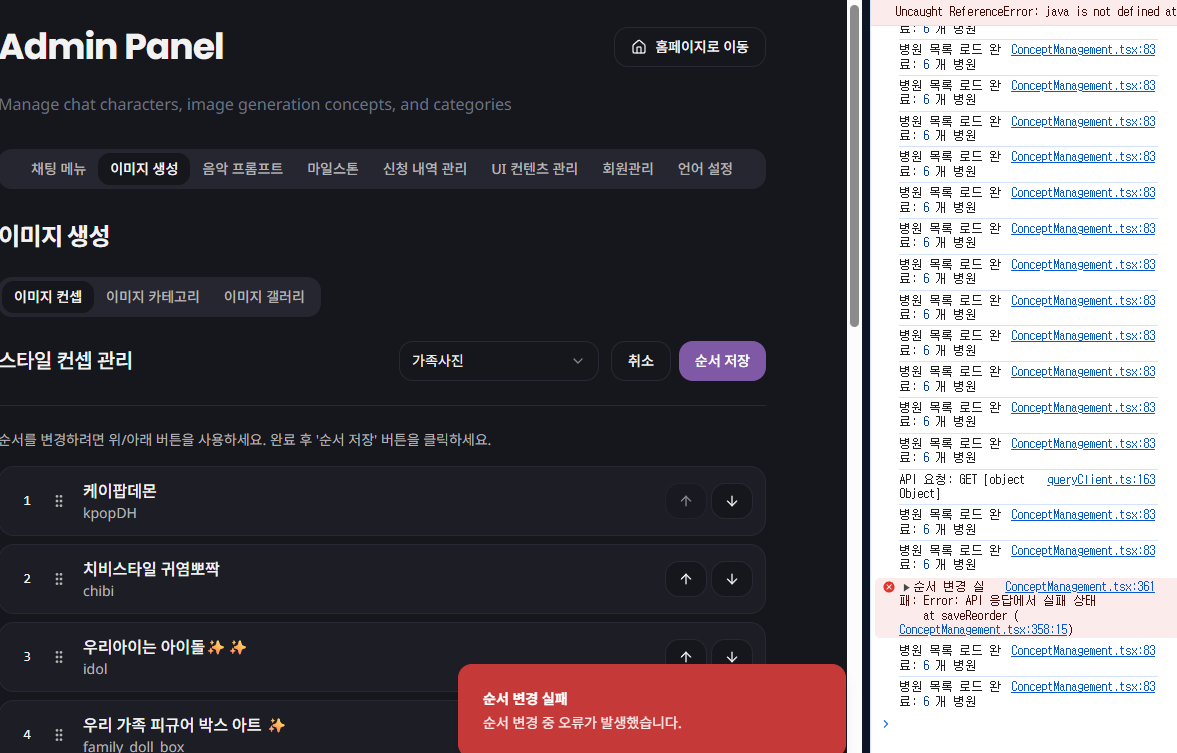 Admin Panel
홈페이지로 이동
Manage chat characters, image generation concepts, and categories
채팅 메뉴
이미지 생성
음악 프롬프트
마일스톤
신청 내역 관리
UI 컨텐츠 관리
회원관리
언어 설정
이미지 생성
이미지 컨셉
이미지 카테고리
이미지 갤러리
스타일 컨셉 관리
가족사진
취소
순서 저장
순서를 변경하려면 위/아래 버튼을 사용하세요. 완료 후 '순서 저장' 버튼을 클릭하세요.
1
케이팝데몬
kpopDH
2
치비스타일 귀염뽀짝
chibi
3
우리아이는 아이돌✨ ✨
idol
4
우리 가족 피규어 박스 아트 ✨
family_doll_box
순서 변경 실패
순서 변경 중 오류가 발생했습니다.
Uncaught ReferenceError: java is not defined at
료: 6 개 병원
병원 목록 로드 완 ConceptManagement.tsx:83
료: 6 개 병원
병원 목록 로드 완 ConceptManagement.tsx:83
료: 6 개 병원
병원 목록 로드 완 ConceptManagement.tsx:83
료: 6 개 병원
병원 목록 로드 완 ConceptManagement.tsx:83
료: 6 개 병원
병원 목록 로드 완 ConceptManagement.tsx:83
료: 6 개 병원
병원 목록 로드 완 ConceptManagement.tsx:83
료: 6 개 병원
병원 목록 로드 완 ConceptManagement.tsx:83
료: 6 개 병원
병원 목록 로드 완 ConceptManagement.tsx:83
료: 6 개 병원
병원 목록 로드 완 ConceptManagement.tsx:83
료: 6 개 병원
병원 목록 로드 완 ConceptManagement.tsx:83
료: 6 개 병원
병원 목록 로드 완 ConceptManagement.tsx:83
료: 6 개 병원
병원 목록 로드 완 ConceptManagement.tsx:83
료: 6 개 병원
API 요청: GET [object queryClient.ts:163
Object]
병원 목록 로드 완 ConceptManagement.tsx:83
료: 6 개 병원
병원 목록 로드 완 ConceptManagement.tsx:83
료: 6 개 병원
순서 변경 실 ConceptManagement.tsx:361
패: Error: API 응답에서 실패 상태
at saveReorder (
ConceptManagement.tsx:358:15)
병원 목록 로드 완 ConceptManagement.tsx:83
료: 6 개 병원
병원 목록 로드 완 ConceptManagement.tsx:83
료: 6 개 병원